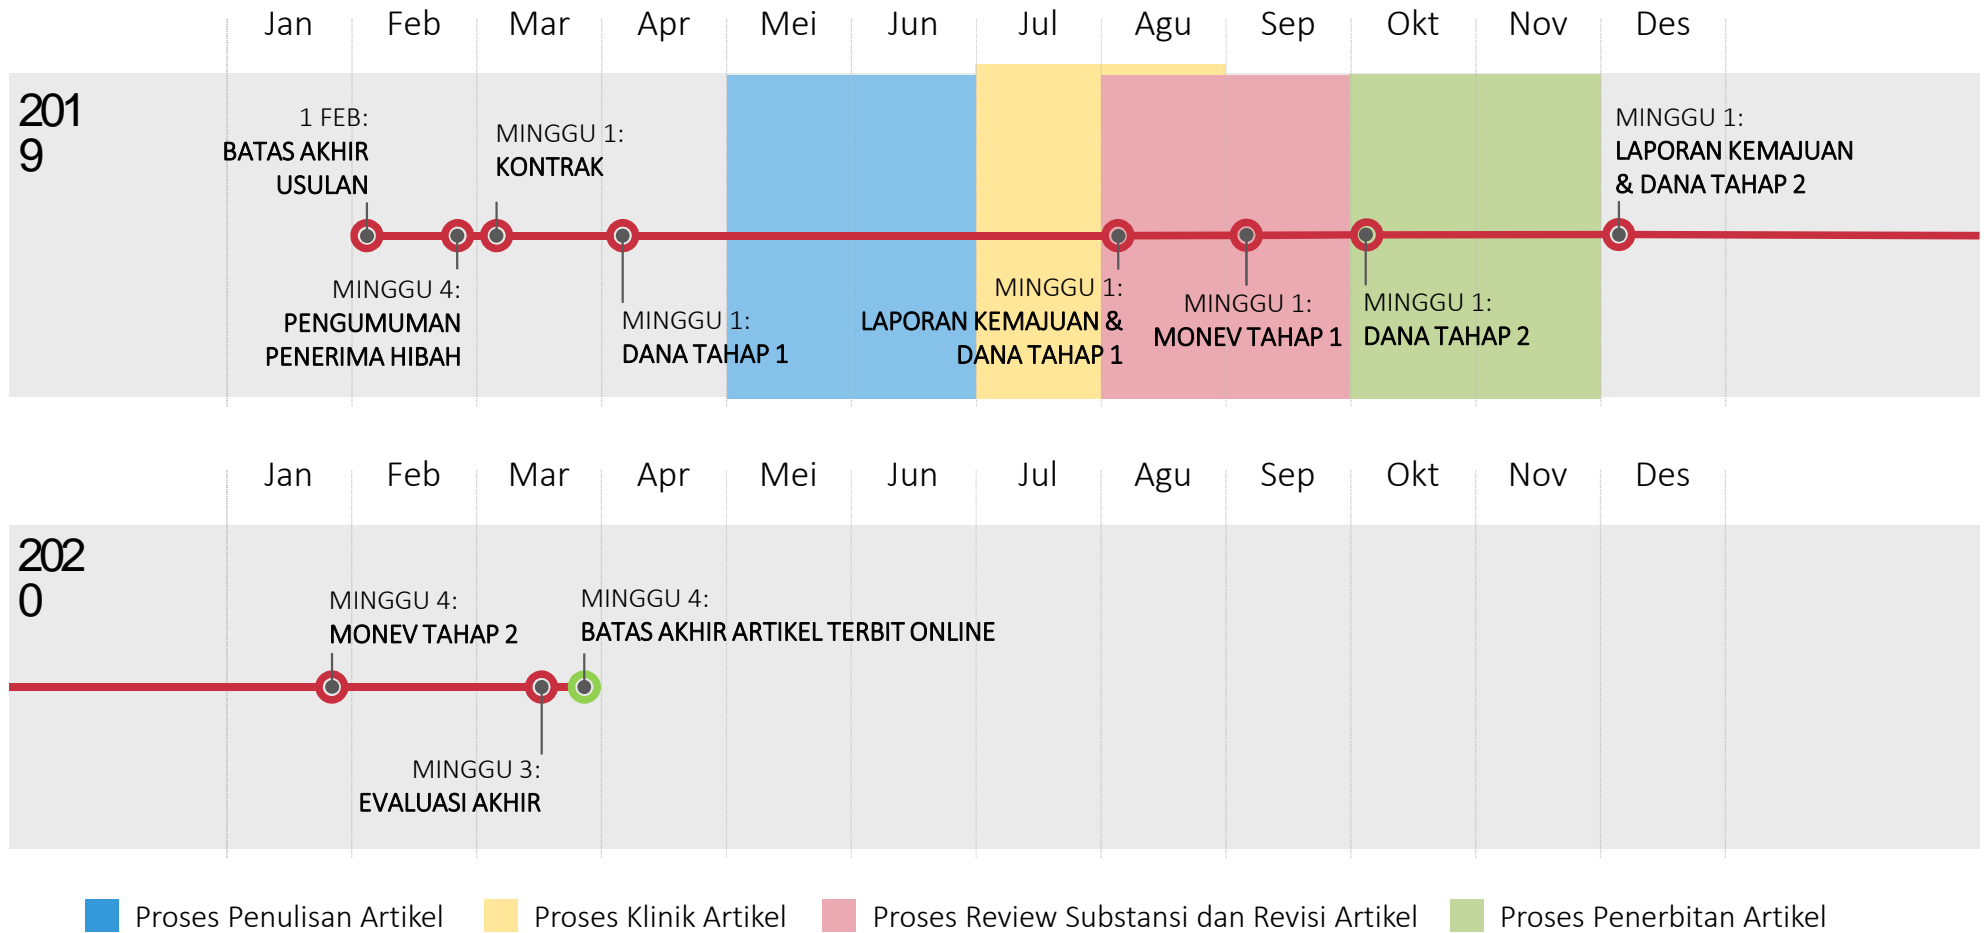 Jan Feb Mar Apr Mei Jun Jul Agu Sep Okt Nov Des
201
9
1 FEB:
BATAS AKHIR
USULAN
MINGGU 4:
PENGUMUMAN
PENERIMA HIBAH
MINGGU 1:
KONTRAK
MINGGU 1:
DANA TAHAP 1
MINGGU 1:
LAPORAN KEMAJUAN &
DANA TAHAP 1
MINGGU 1:
MONEV TAHAP 1
MINGGU 1:
DANA TAHAP 2
MINGGU 1:
LAPORAN KEMAJUAN
& DANA TAHAP 2
Jan Feb Mar Apr Mei Jun Jul Agu Sep Okt Nov Des
202
0
MINGGU 4:
MONEV TAHAP 2
MINGGU 3:
EVALUASI AKHIR
MINGGU 4:
BATAS AKHIR ARTIKEL TERBIT ONLINE
Proses Penulisan Artikel Proses Klinik Artikel Proses Review Substansi dan Revisi Artikel Proses Penerbitan Artikel